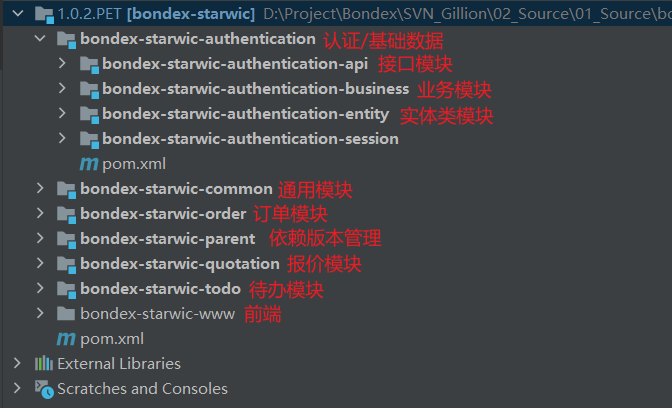 1.0.2.PET [bondex-starwic] D:\Project\Bondex\SVN_Gillion\02_Source\01_Source\bo
bondex-starwic-authentication 认证/基础数据
bondex-starwic-authentication-api 接口模块
bondex-starwic-authentication-business 业务模块
bondex-starwic-authentication-entity 实体类模块
bondex-starwic-authentication-session
pom.xml
bondex-starwic-common 通用模块
bondex-starwic-order 订单模块
bondex-starwic-parent 依赖版本管理
bondex-starwic-quotation 报价模块
bondex-starwic-todo 待办模块
bondex-starwic-www 前端
pom.xml
External Libraries
Scratches and Consoles